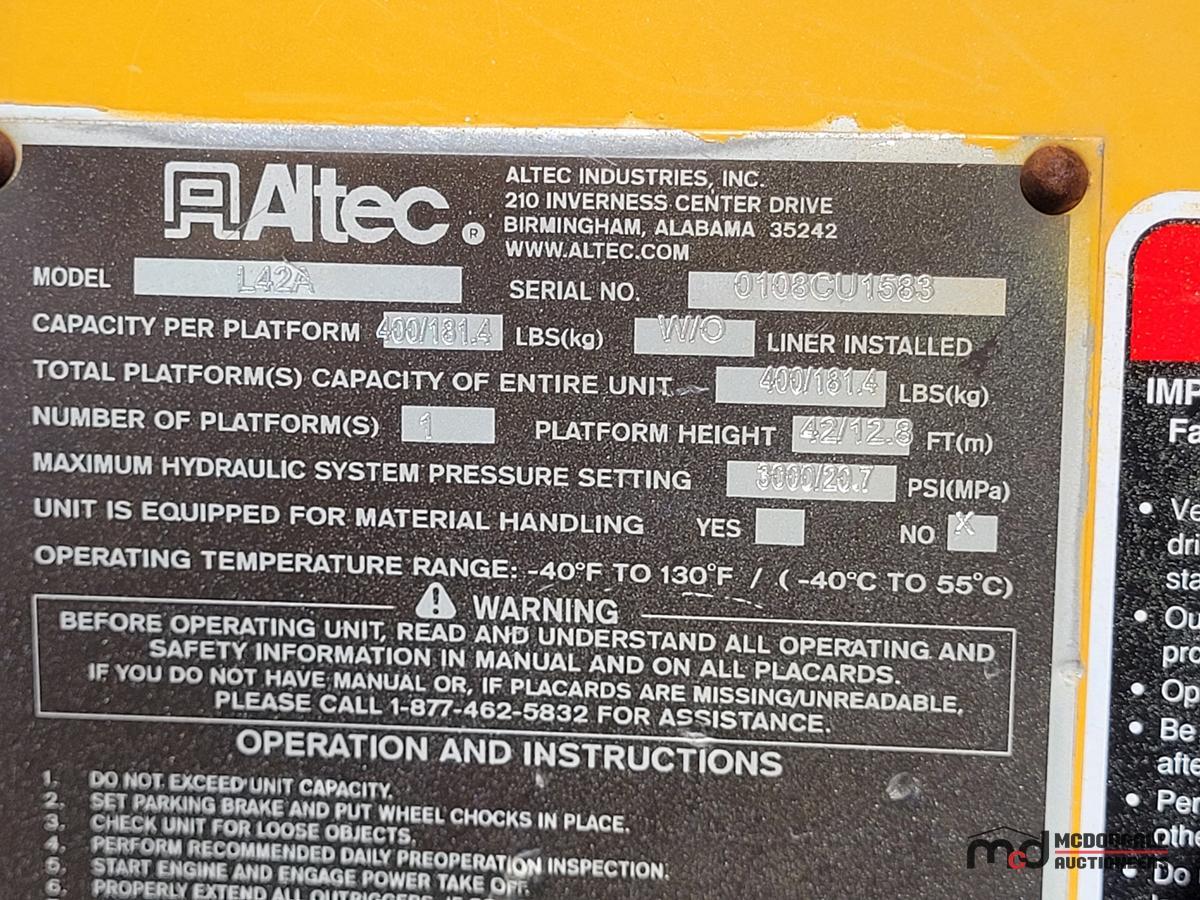 Altec®
ALTEC INDUSTRIES, INC.
210 INVERNESS CENTER DRIVE
BIRMINGHAM, ALABAMA 35242
WWW.ALTEC.COM
MODEL L42A SERIAL NO. 0108CU1583
CAPACITY PER PLATFORM 400/181.4 LBS(kg) W/O LINER INSTALLED
TOTAL PLATFORM(S) CAPACITY OF ENTIRE UNIT 400/181.4 LBS(kg)
NUMBER OF PLATFORM(S) 1 PLATFORM HEIGHT 42/12.8 FT(m)
MAXIMUM HYDRAULIC SYSTEM PRESSURE SETTING 3000/20.7 PSI(MPa)
UNIT IS EQUIPPED FOR MATERIAL HANDLING YES NO X
OPERATING TEMPERATURE RANGE: -40°F TO 130°F / (-40°C TO 55°C)
WARNING
BEFORE OPERATING UNIT, READ AND UNDERSTAND ALL OPERATING AND
SAFETY INFORMATION IN MANUAL AND ON ALL PLACARDS.
IF YOU DO NOT HAVE MANUAL OR, IF PLACARDS ARE MISSING/UNREADABLE,
PLEASE CALL 1-877-462-5832 FOR ASSISTANCE.
OPERATION AND INSTRUCTIONS
1. DO NOT EXCEED UNIT CAPACITY.
2. SET PARKING BRAKE AND PUT WHEEL CHOCKS IN PLACE.
3. CHECK UNIT FOR LOOSE OBJECTS.
4. PERFORM RECOMMENDED DAILY PREOPERATION INSPECTION.
5. START ENGINE AND ENGAGE POWER TAKE OFF.
6. PROPERLY EXTEND ALL OUTRIGGERS, IF
IMP
Fa
• Ve
dri
sta
• Ou
pro
• Op
• Be
afte
• Per
othe
• Do
mcd MCDOUGALL
AUCTIONEERS